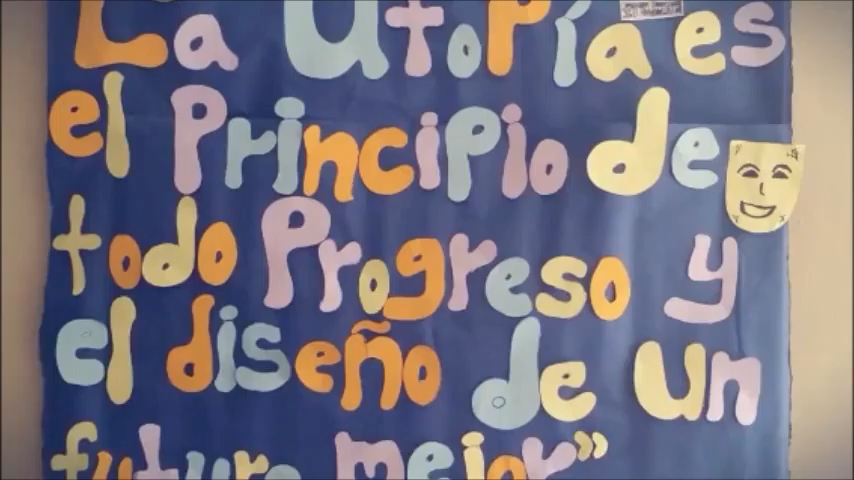 La Utopía es
el Principio de
todo Progreso y
el diseño de un
futuro mejor”